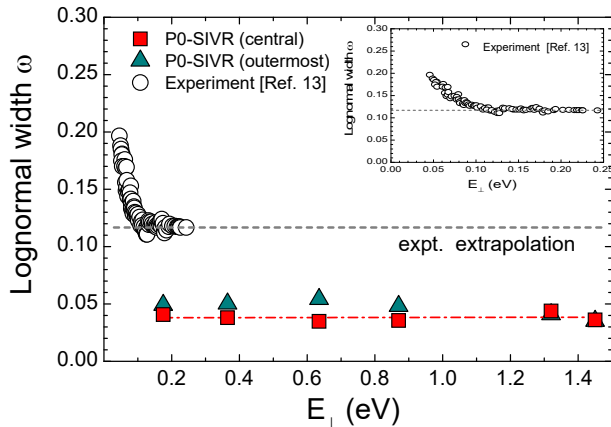 P0-SIVR (central)
P0-SIVR (outermost)
Experiment [Ref. 13]
Lognormal width ω
0.30
0.25
0.20
0.15
0.10
0.05
0.00
0.2 0.4 0.6 0.8 1.0 1.2 1.4
E⊥ (eV)
expt. extrapolation
Experiment [Ref. 13]
Lognormal width ω
0.30
0.25
0.20
0.15
0.10
0.05
0.00
0.00 0.05 0.10 0.15 0.20 0.25
E⊥ (eV)